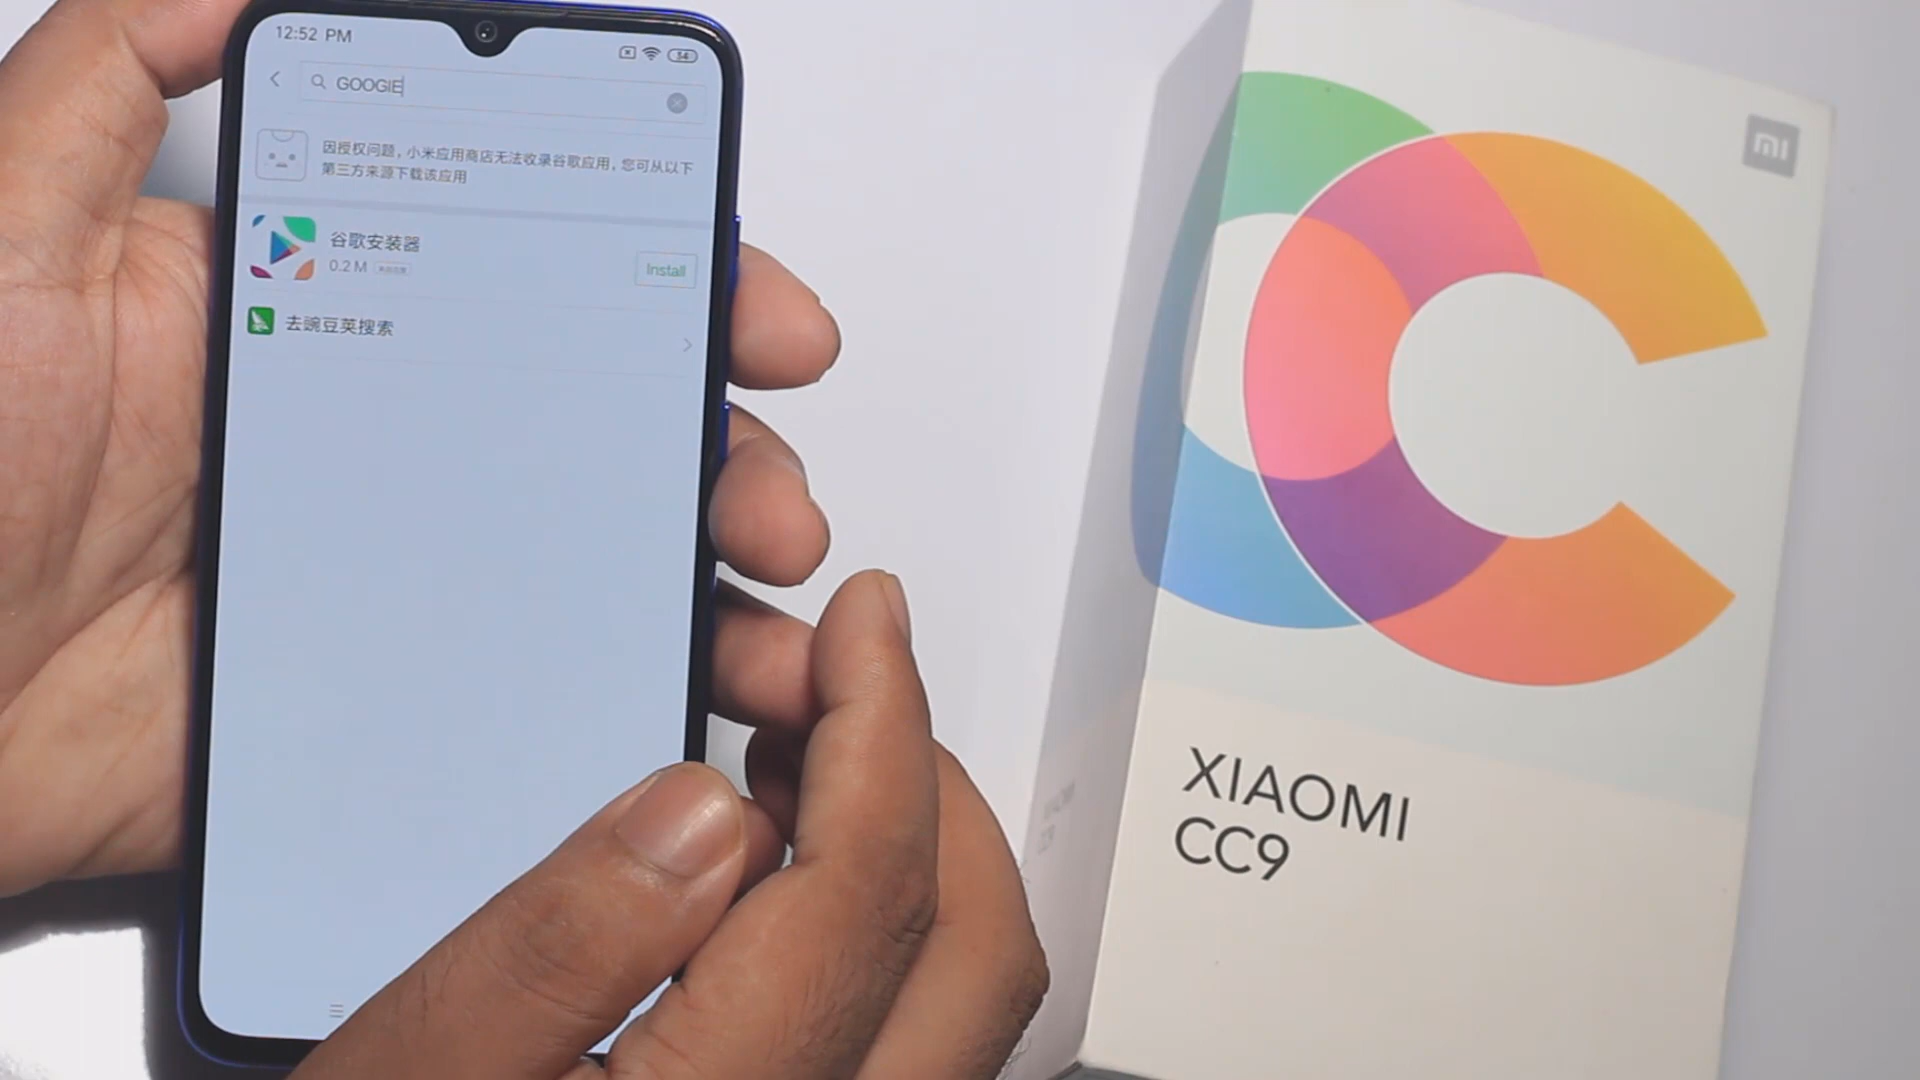 12:52 PM
54
GOOGIE
因授权问题，小米应用商店无法收录谷歌应用，您可从以下
第三方来源下载该应用
谷歌安装器
0.2 M
Install
去豌豆荚搜索
mi
XIAOMI
CC9